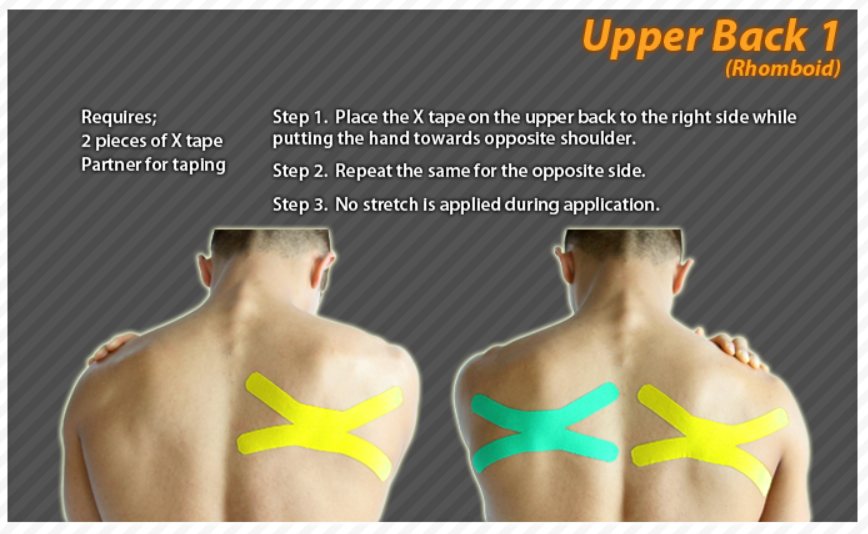 Upper Back 1
(Rhomboid)
Requires;
2 pieces of X tape
Partner for taping
Step 1. Place the X tape on the upper back to the right side while
putting the hand towards opposite shoulder.
Step 2. Repeat the same for the opposite side.
Step 3. No stretch is applied during application.